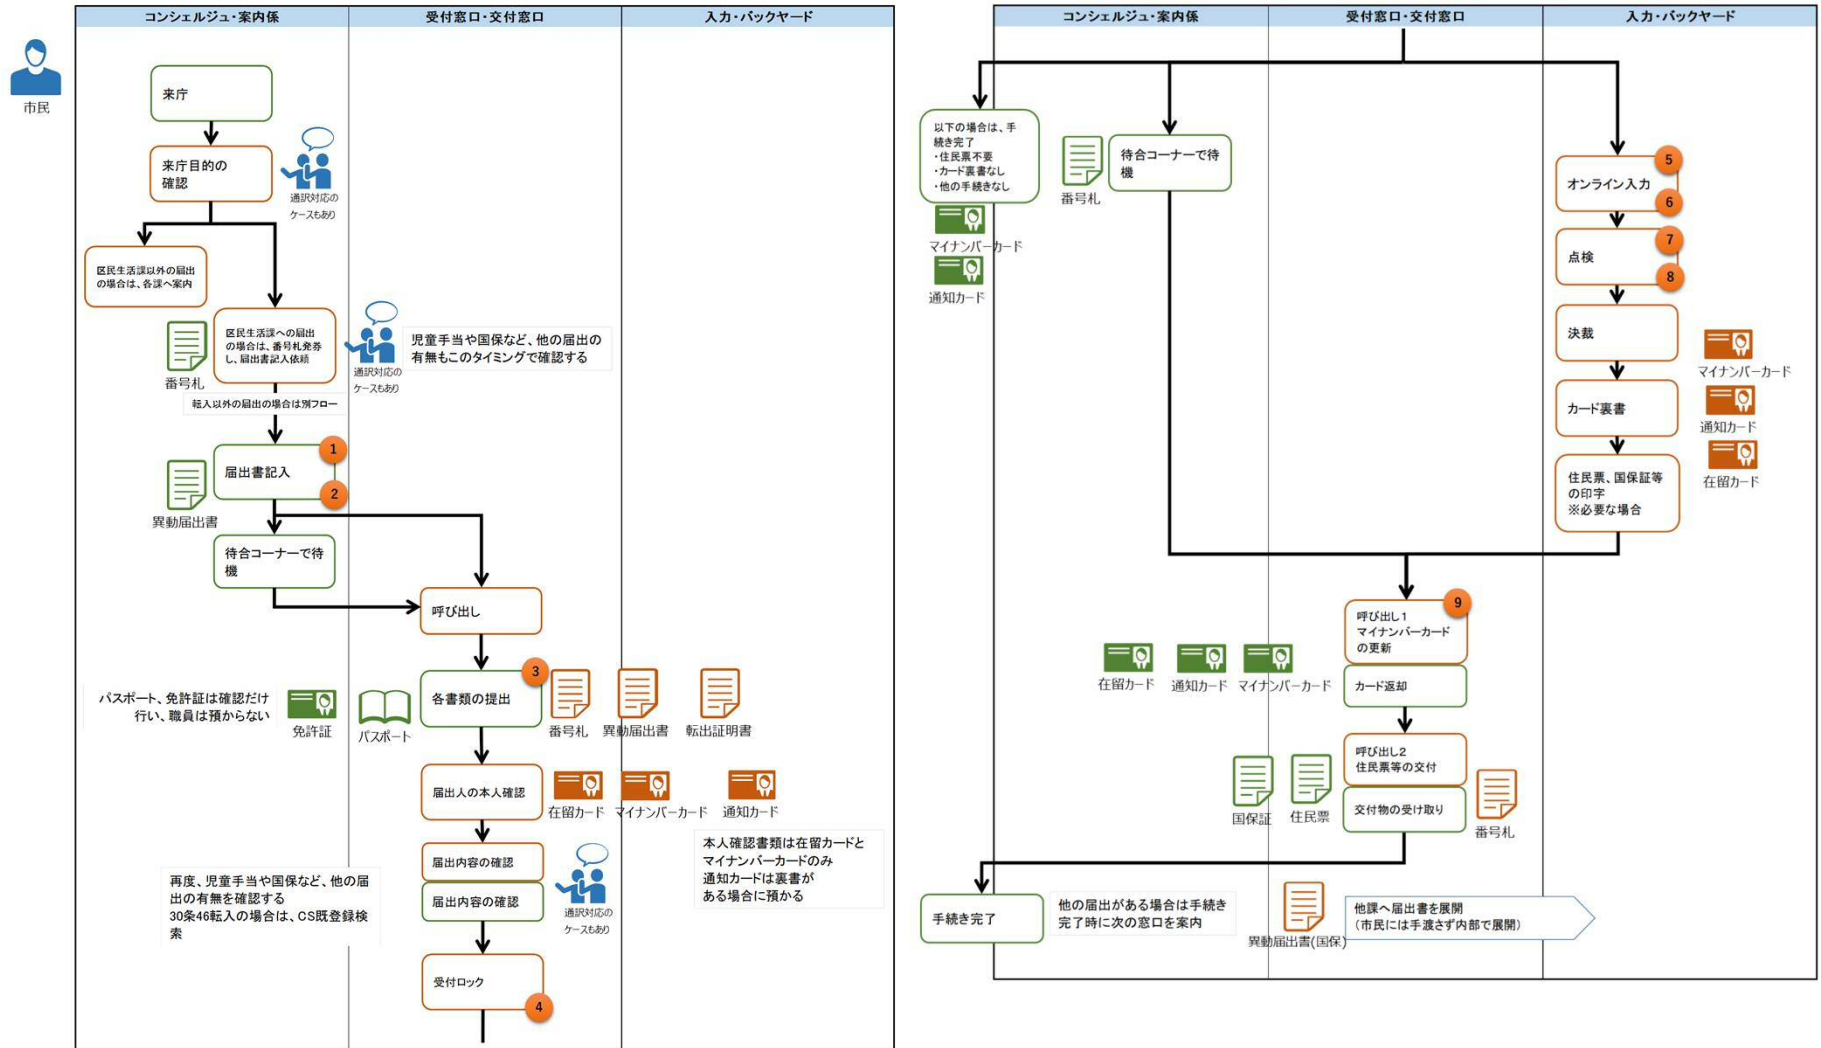 コンシェルジュ・案内係
受付窓口・交付窓口
入力・バックヤード
市民
来庁
来庁目的の
確認
通訳対応の
ケースもあり
区民生活課以外の届出
の場合は、各課へ案内
区民生活課への届出
の場合は、番号札発券
し、届出書記入依頼
番号札
通訳対応の
ケースもあり
児童手当や国保など、他の届出の
有無もこのタイミングで確認する
転入以外の届出の場合は別フロー
届出書記入
1
2
異動届出書
待合コーナーで待
機
呼び出し
各書類の提出
3
パスポート、免許証は確認だけ
行い、職員は預からない
免許証
パスポート
番号札
異動届出書
転出証明書
届出人の本人確認
在留カード
マイナンバーカード
通知カード
届出内容の確認
届出内容の確認
通訳対応の
ケースもあり
本人確認書類は在留カードと
マイナンバーカードのみ
通知カードは裏書が
ある場合に預かる
再度、児童手当や国保など、他の届
出の有無を確認する
30条46転入の場合は、CS既登録検
索
受付ロック
4
コンシェルジュ・案内係
受付窓口・交付窓口
入力・バックヤード
以下の場合は、手
続き完了
・住民票不要
・カード裏書なし
・他の手続きなし
マイナンバーカード
通知カード
番号札
待合コーナーで待
機
オンライン入力
5
6
点検
7
8
決裁
マイナンバーカード
カード裏書
通知カード
在留カード
住民票、国保証等
の印字
※必要な場合
呼び出し1
マイナンバーカード
の更新
9
在留カード
通知カード
マイナンバーカード
カード返却
呼び出し2
住民票等の交付
交付物の受け取り
国保証
住民票
番号札
手続き完了
他の届出がある場合は手続き
完了時に次の窓口を案内
異動届出書(国保)
他課へ届出書を展開
(市民には手渡さず内部で展開)